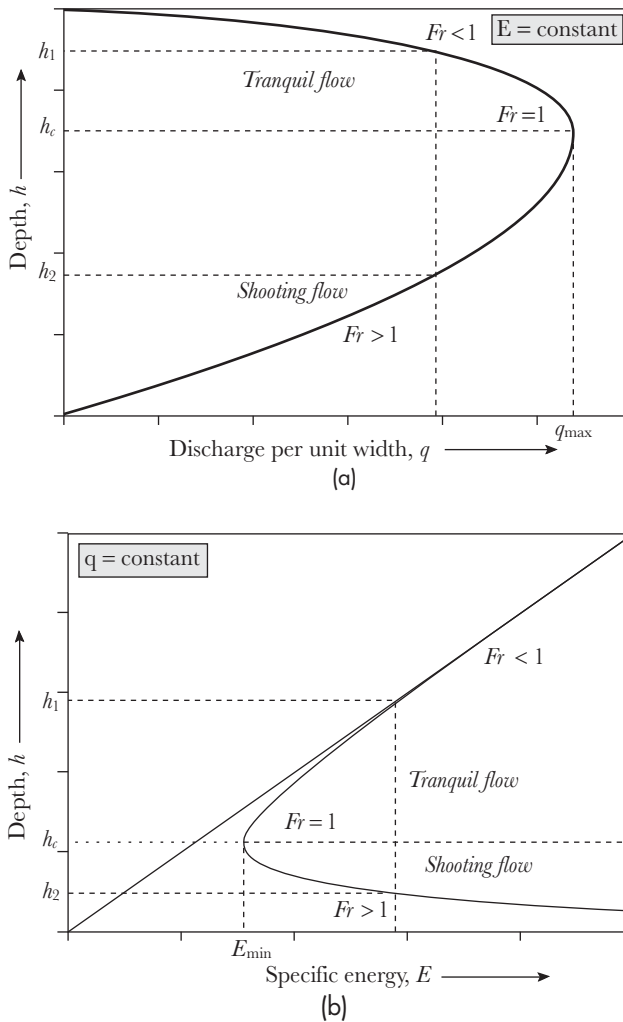 Fr < 1
E = constant
h1
Tranquil flow
Depth, h
hc
Fr = 1
h2
Shooting flow
Fr > 1
qmax
Discharge per unit width, q
(a)
q = constant
Fr < 1
h1
Tranquil flow
Depth, h
Fr = 1
hc
Shooting flow
h2
Fr > 1
Emin
Specific energy, E
(b)